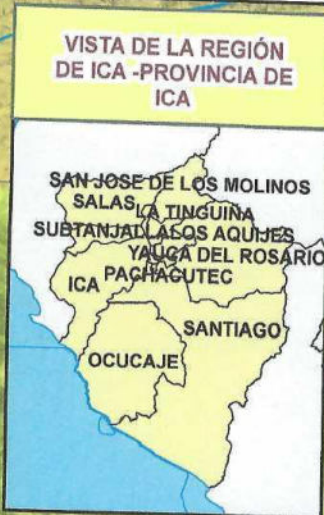 VISTA DE LA REGIÓN
DE ICA -PROVINCIA DE
ICA
SAN JOSE DE LOS MOLINOS
SALAS
LA TINGUIÑA
SUBTANJALLA
LOS AQUIJES
YAUCA DEL ROSARIO
PACHACUTEC
ICA
SANTIAGO
OCUCAJE